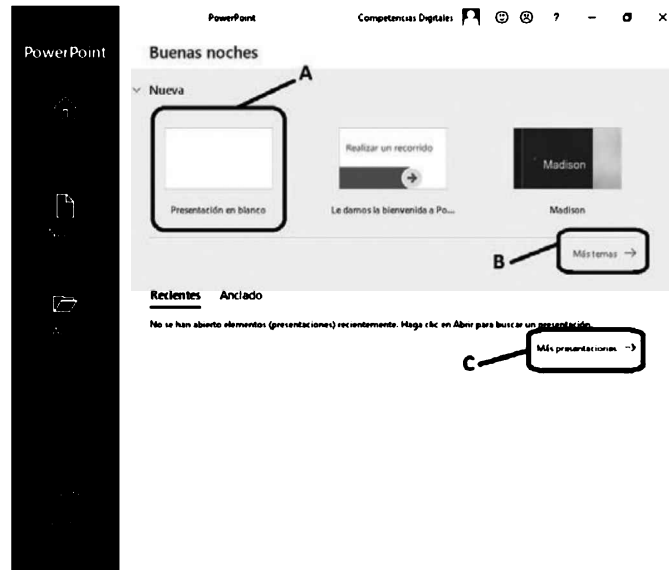 PowerPoint Competencias Digitales ?
PowerPoint
Buenas noches
A
Nueva
Realizar un recorrido
Madison
Presentación en blanco
Le damos la bienvenida a Po...
Madison
B
Más temas →
Recientes Anclado
No se han abierto elementos (presentaciones) recientemente. Haga clic en Abrir para buscar un presentación.
Más presentaciones →
C